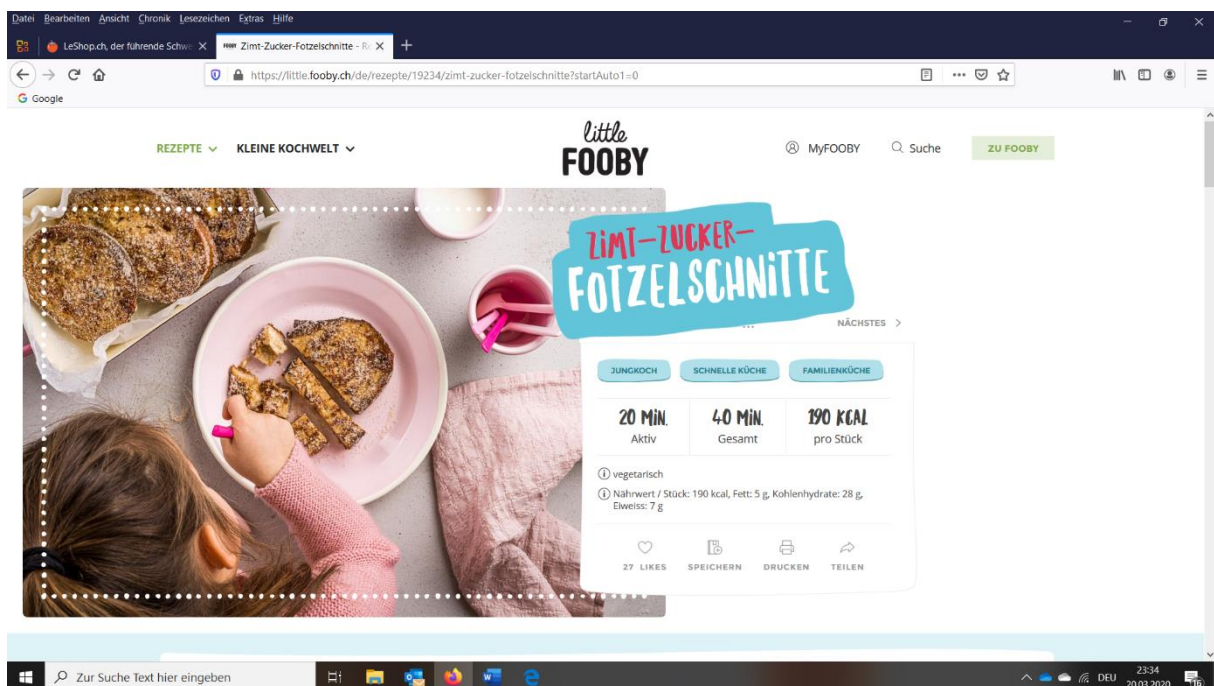 Datei Bearbeiten Ansicht Chronik Lesezeichen Extras Hilfe
LeShop.ch, der führende Schwe
FOOBY Zimt-Zucker-Fotzelschnitte - Re
https://little.fooby.ch/de/rezepte/19234/zimt-zucker-fotzelschnitte?startAuto1=0
Google
REZEPTE KLEINE KOCHWELT
little
FOOBY
MyFOOBY Suche ZU FOOBY
ZIMT-ZUCKER-
FOTZELSCHNITTE
NÄCHSTES
JUNGKOCH SCHNELLE KÜCHE FAMILIENKÜCHE
20 MIN. 40 MIN. 190 KCAL
Aktiv Gesamt pro Stück
vegetarisch
Nährwert / Stück: 190 kcal, Fett: 5 g, Kohlenhydrate: 28 g,
Eiweiss: 7 g
27 LIKES SPEICHERN DRUCKEN TEILEN
Zur Suche Text hier eingeben
DEU
23:34
20.03.2020
16